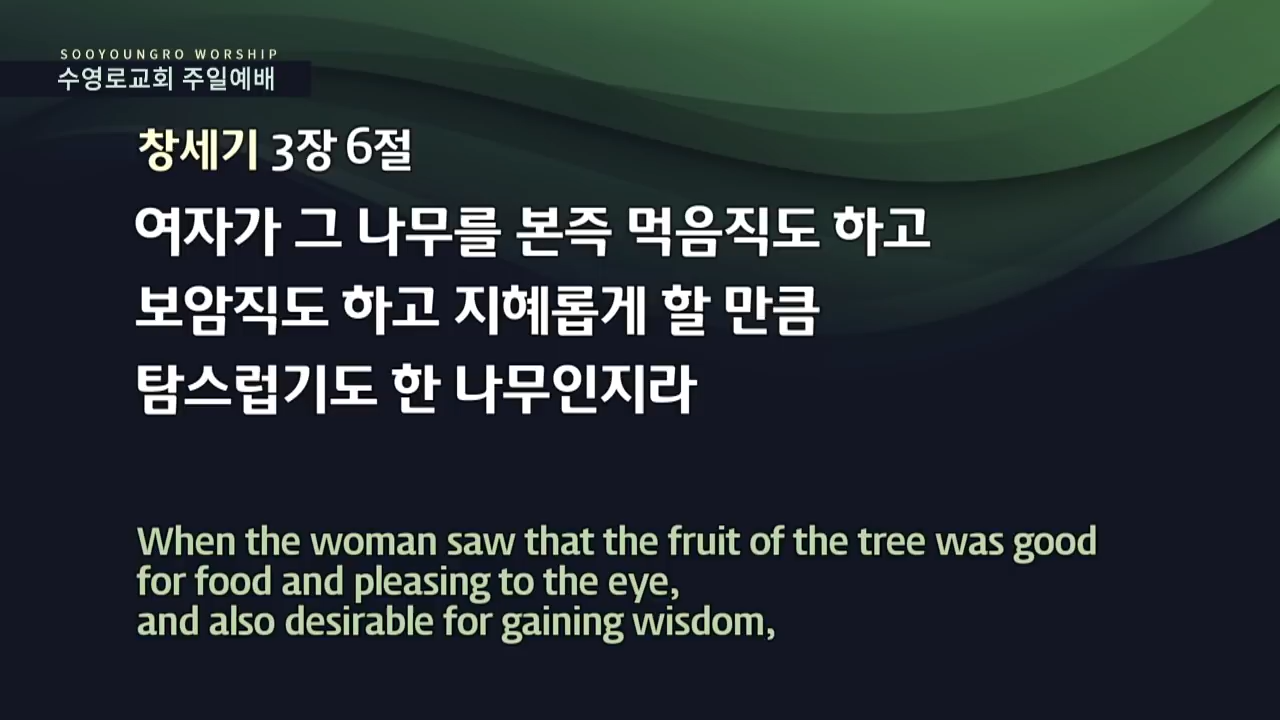 SOOYOUNGRO WORSHIP
수영로교회 주일예배
창세기 3장 6절
여자가 그 나무를 본즉 먹음직도 하고
보암직도 하고 지혜롭게 할 만큼
탐스럽기도 한 나무인지라
When the woman saw that the fruit of the tree was good
for food and pleasing to the eye,
and also desirable for gaining wisdom,